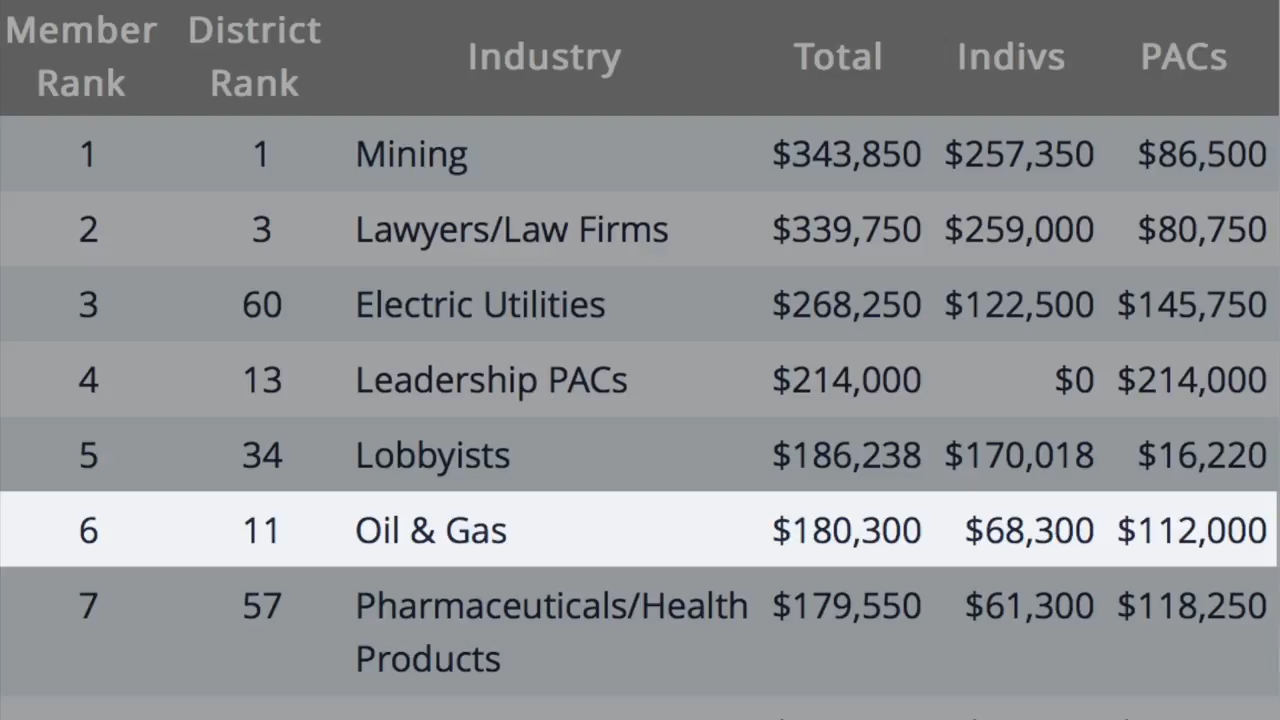 Member Rank District Rank Industry Total Indivs PACs
1 1 Mining $343,850 $257,350 $86,500
2 3 Lawyers/Law Firms $339,750 $259,000 $80,750
3 60 Electric Utilities $268,250 $122,500 $145,750
4 13 Leadership PACs $214,000 $0 $214,000
5 34 Lobbyists $186,238 $170,018 $16,220
6 11 Oil & Gas $180,300 $68,300 $112,000
7 57 Pharmaceuticals/Health $179,550 $61,300 $118,250
Products